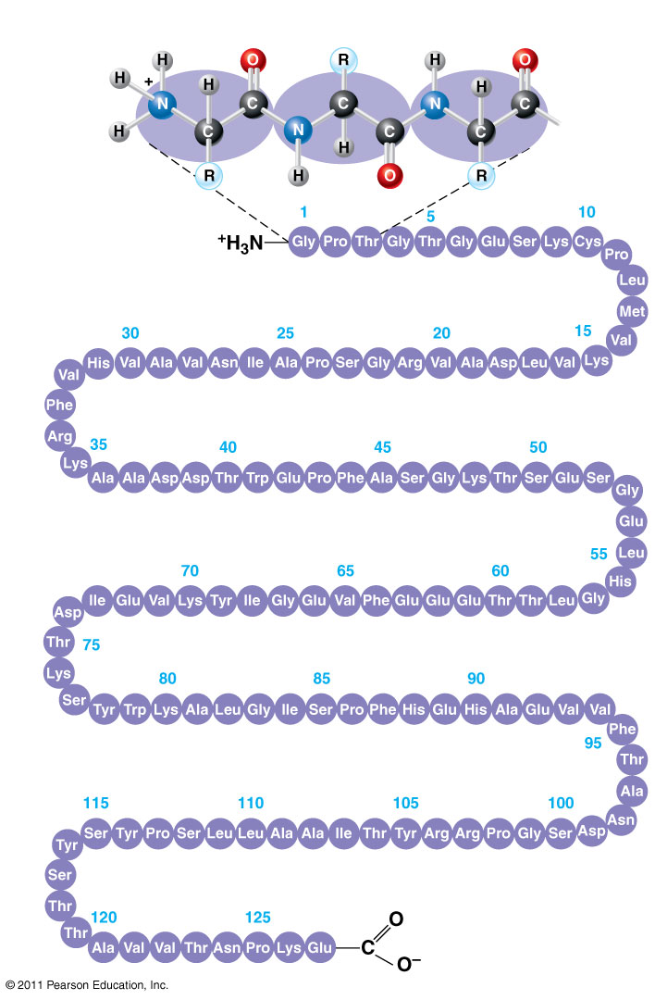 H H + H N H C R O C N H R C H C O N H H C R O C
1 5 10
+H3N Gly Pro Thr Gly Thr Gly Glu Ser Lys Cys
Pro
Leu
Met
Val
30 25 20 15
Val His Val Ala Val Asn Ile Ala Pro Ser Gly Arg Val Ala Asp Leu Val Lys
Phe
Arg
Lys
35 40 45 50
Ala Ala Asp Asp Thr Trp Glu Pro Phe Ala Ser Gly Lys Thr Ser Glu Ser
Gly
Glu
Leu
55 His
70 65 60
Asp Ile Glu Val Lys Tyr Ile Gly Glu Val Phe Glu Glu Glu Thr Thr Leu Gly
Thr 75
Lys
Ser
80 85 90
Tyr Trp Lys Ala Leu Gly Ile Ser Pro Phe His Glu His Ala Glu Val Val
Phe
95
Thr
Ala
Asn
115 110 105 100
Tyr Ser Tyr Pro Ser Leu Leu Ala Ala Ile Thr Tyr Arg Arg Pro Gly Ser Asp
Ser
Thr
Thr
120 125
Ala Val Val Thr Asn Pro Lys Glu C O O–
© 2011 Pearson Education, Inc.